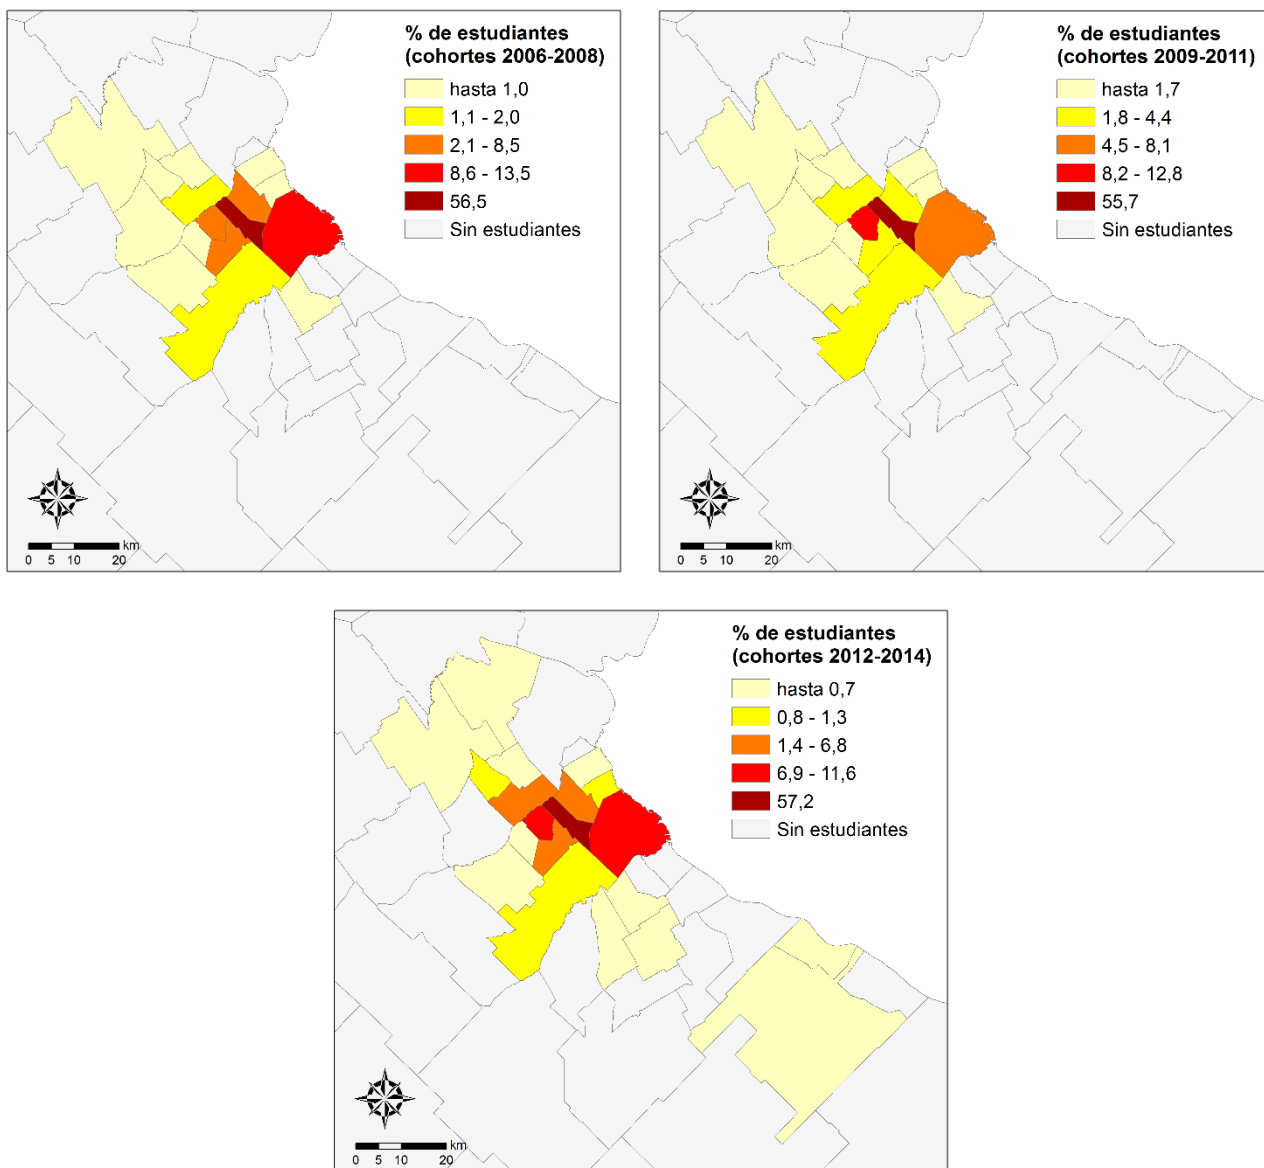 % de estudiantes
(cohortes 2006-2008)
hasta 1,0
1,1 - 2,0
2,1 - 8,5
8,6 - 13,5
56,5
Sin estudiantes
km
0 5 10 20
% de estudiantes
(cohortes 2009-2011)
hasta 1,7
1,8 - 4,4
4,5 - 8,1
8,2 - 12,8
55,7
Sin estudiantes
km
0 5 10 20
% de estudiantes
(cohortes 2012-2014)
hasta 0,7
0,8 - 1,3
1,4 - 6,8
6,9 - 11,6
57,2
Sin estudiantes
km
0 5 10 20